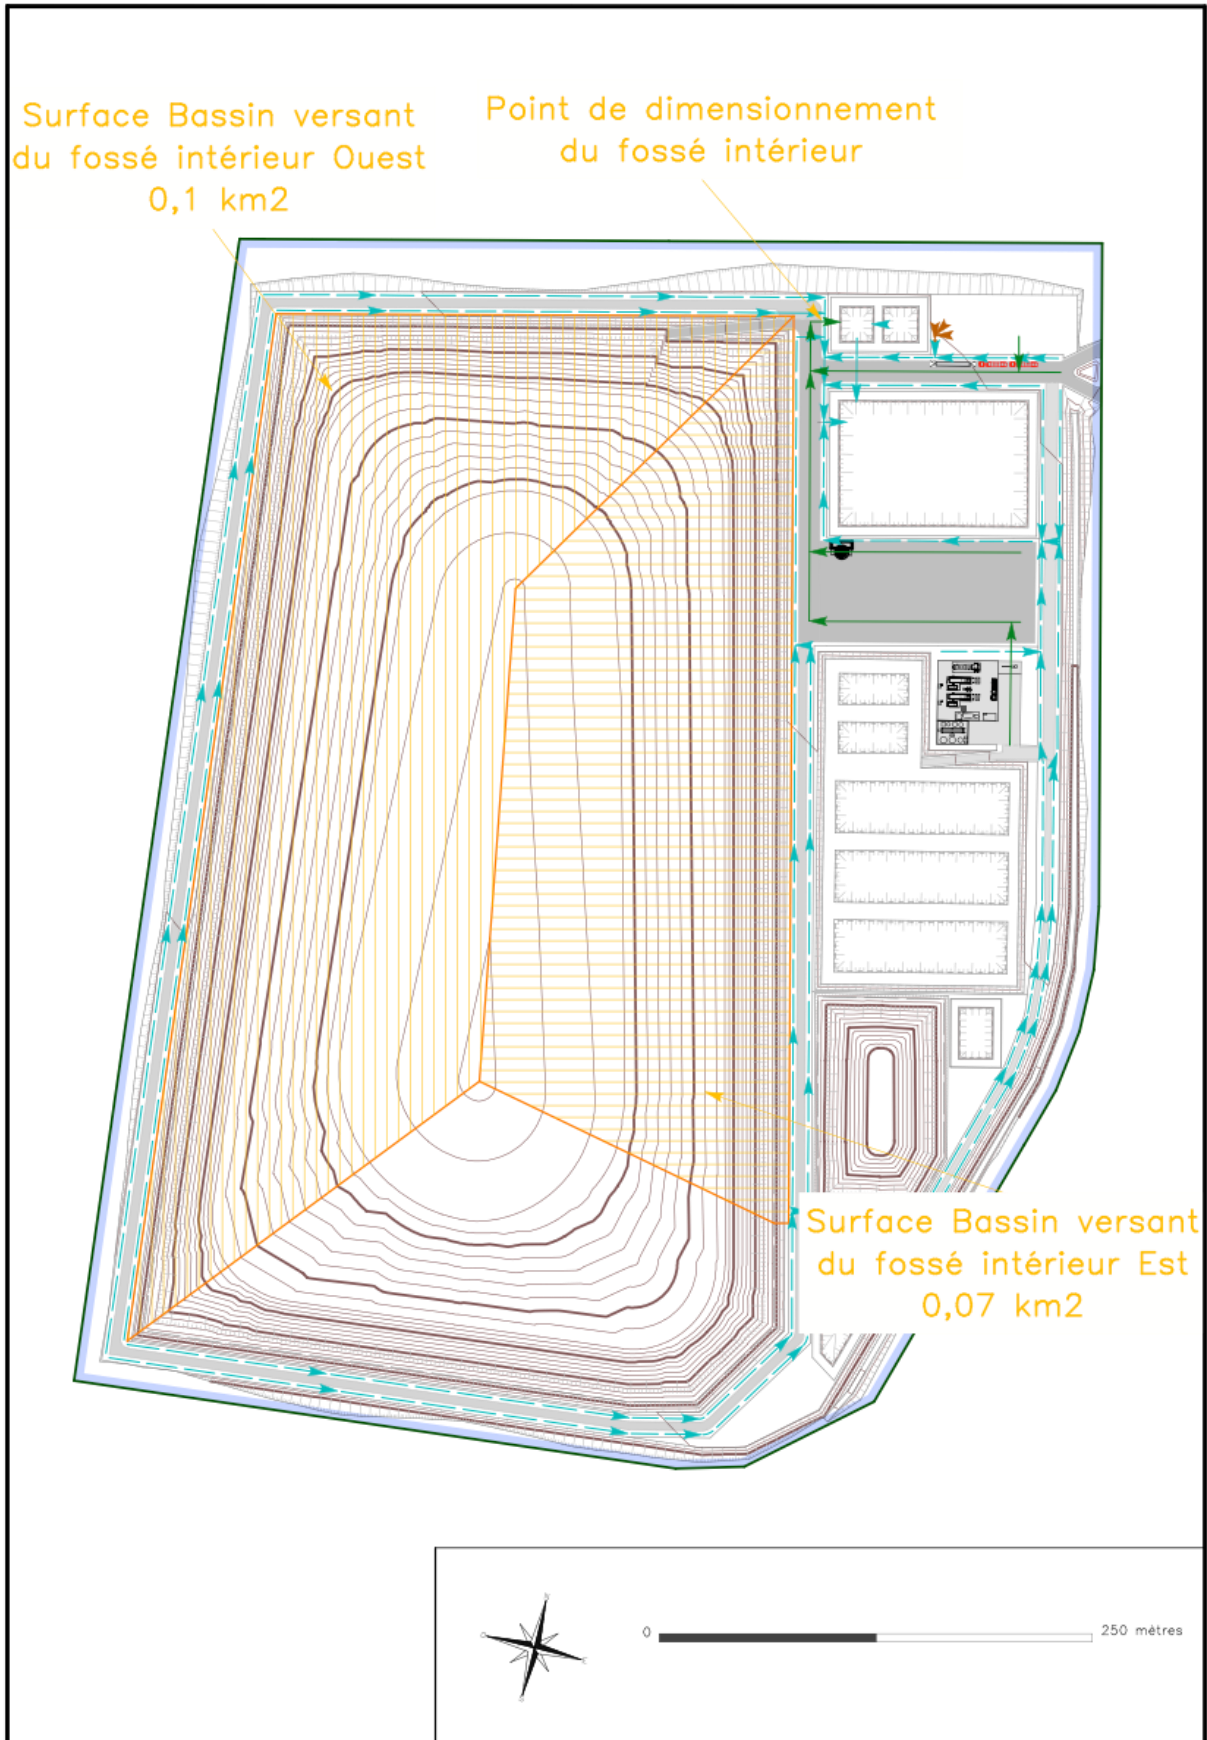 Surface Bassin versant
du fossé intérieur Ouest
0,1 km2
Point de dimensionnement
du fossé intérieur
Surface Bassin versant
du fossé intérieur Est
0,07 km2
N
O
E
S
0
250 mètres